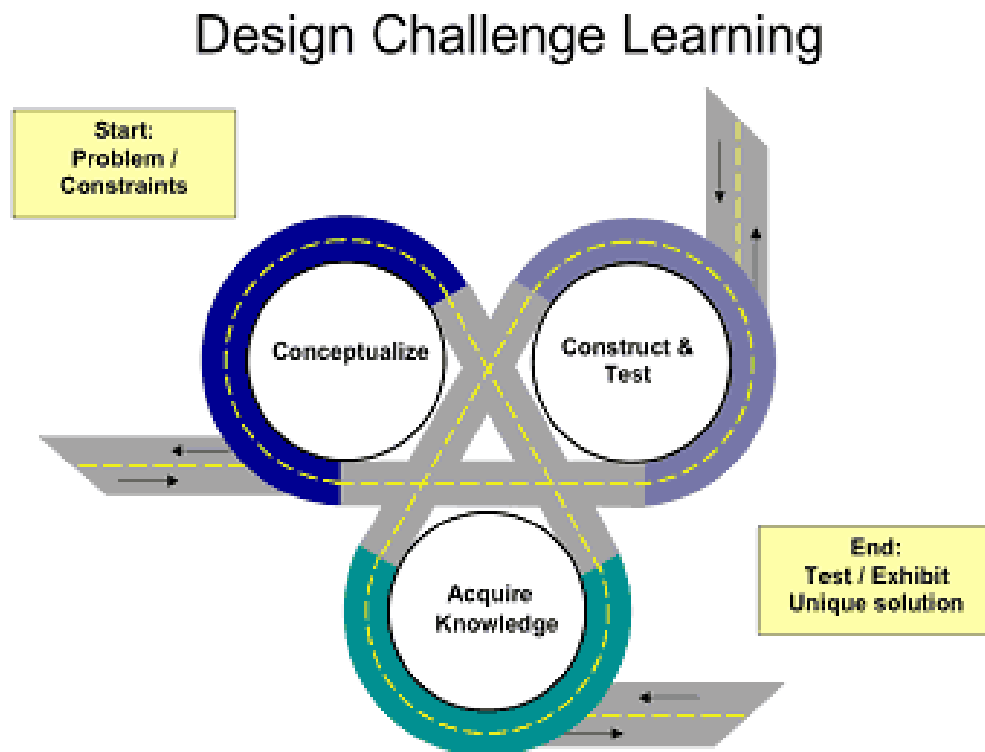 Design Challenge Learning
Start:
Problem /
Constraints
Conceptualize
Construct &
Test
Acquire
Knowledge
End:
Test / Exhibit
Unique solution